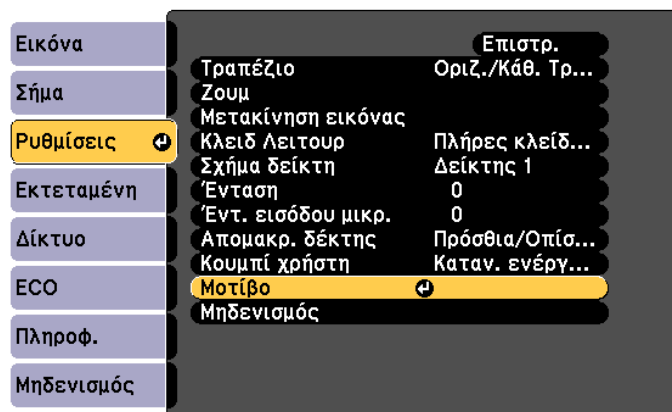 Εικόνα
Σήμα
Ρυθμίσεις
Εκτεταμένη
Δίκτυο
ECO
Πληροφ.
Μηδενισμός
Επιστρ.
Τραπέζιο Οριζ./Κάθ. Τρ...
Ζουμ
Μετακίνηση εικόνας
Κλειδ Λειτουρ Πλήρες κλείδ...
Σχήμα δείκτη Δείκτης 1
Ένταση 0
Έντ. εισόδου μικρ. 0
Απομακρ. δέκτης Πρόσθια/Οπίσ...
Κουμπί χρήστη Καταν. ενέργ...
Μοτίβο
Μηδενισμός